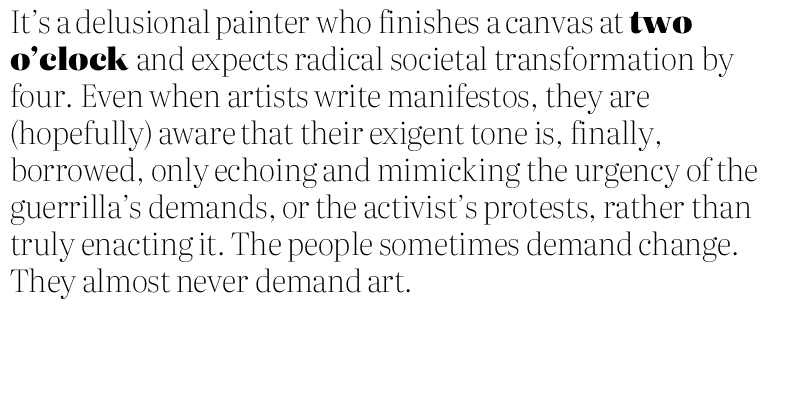 It’s a delusional painter who finishes a canvas at two
o’clock and expects radical societal transformation by
four. Even when artists write manifestos, they are
(hopefully) aware that their exigent tone is, finally,
borrowed, only echoing and mimicking the urgency of the
guerrilla’s demands, or the activist’s protests, rather than
truly enacting it. The people sometimes demand change.
They almost never demand art.